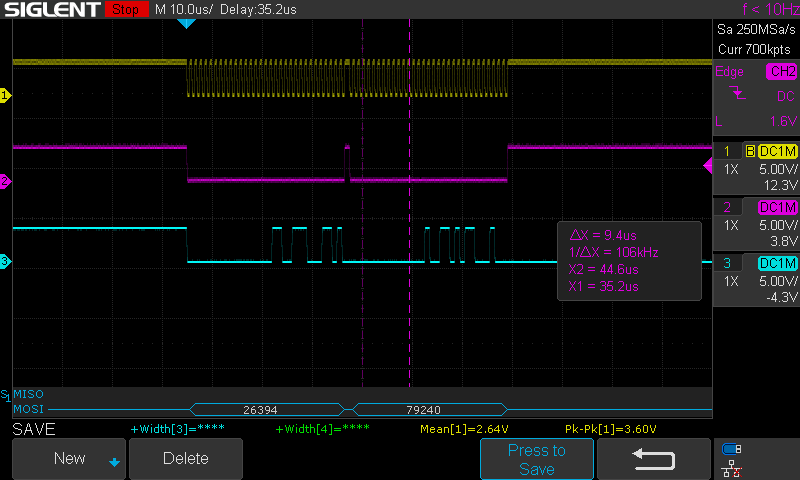 SIGLENT Stop M 10.0us/ Delay:35.2us f < 10Hz
Sa 250MSa/s
Curr 700kpts
Edge CH2
DC
L 1.6V
1 B DC1M
1X 5.00V/
12.3V
2 DC1M
1X 5.00V/
3.8V
3 DC1M
1X 5.00V/
-4.3V
1
2
3
ΔX = 9.4us
1/ΔX = 106kHz
X2 = 44.6us
X1 = 35.2us
S1 MISO
MOSI 26394 79240
SAVE +Width[3]=**** +Width[4]=**** Mean[1]=2.64V Pk-Pk[1]=3.60V
New Delete Press to
Save